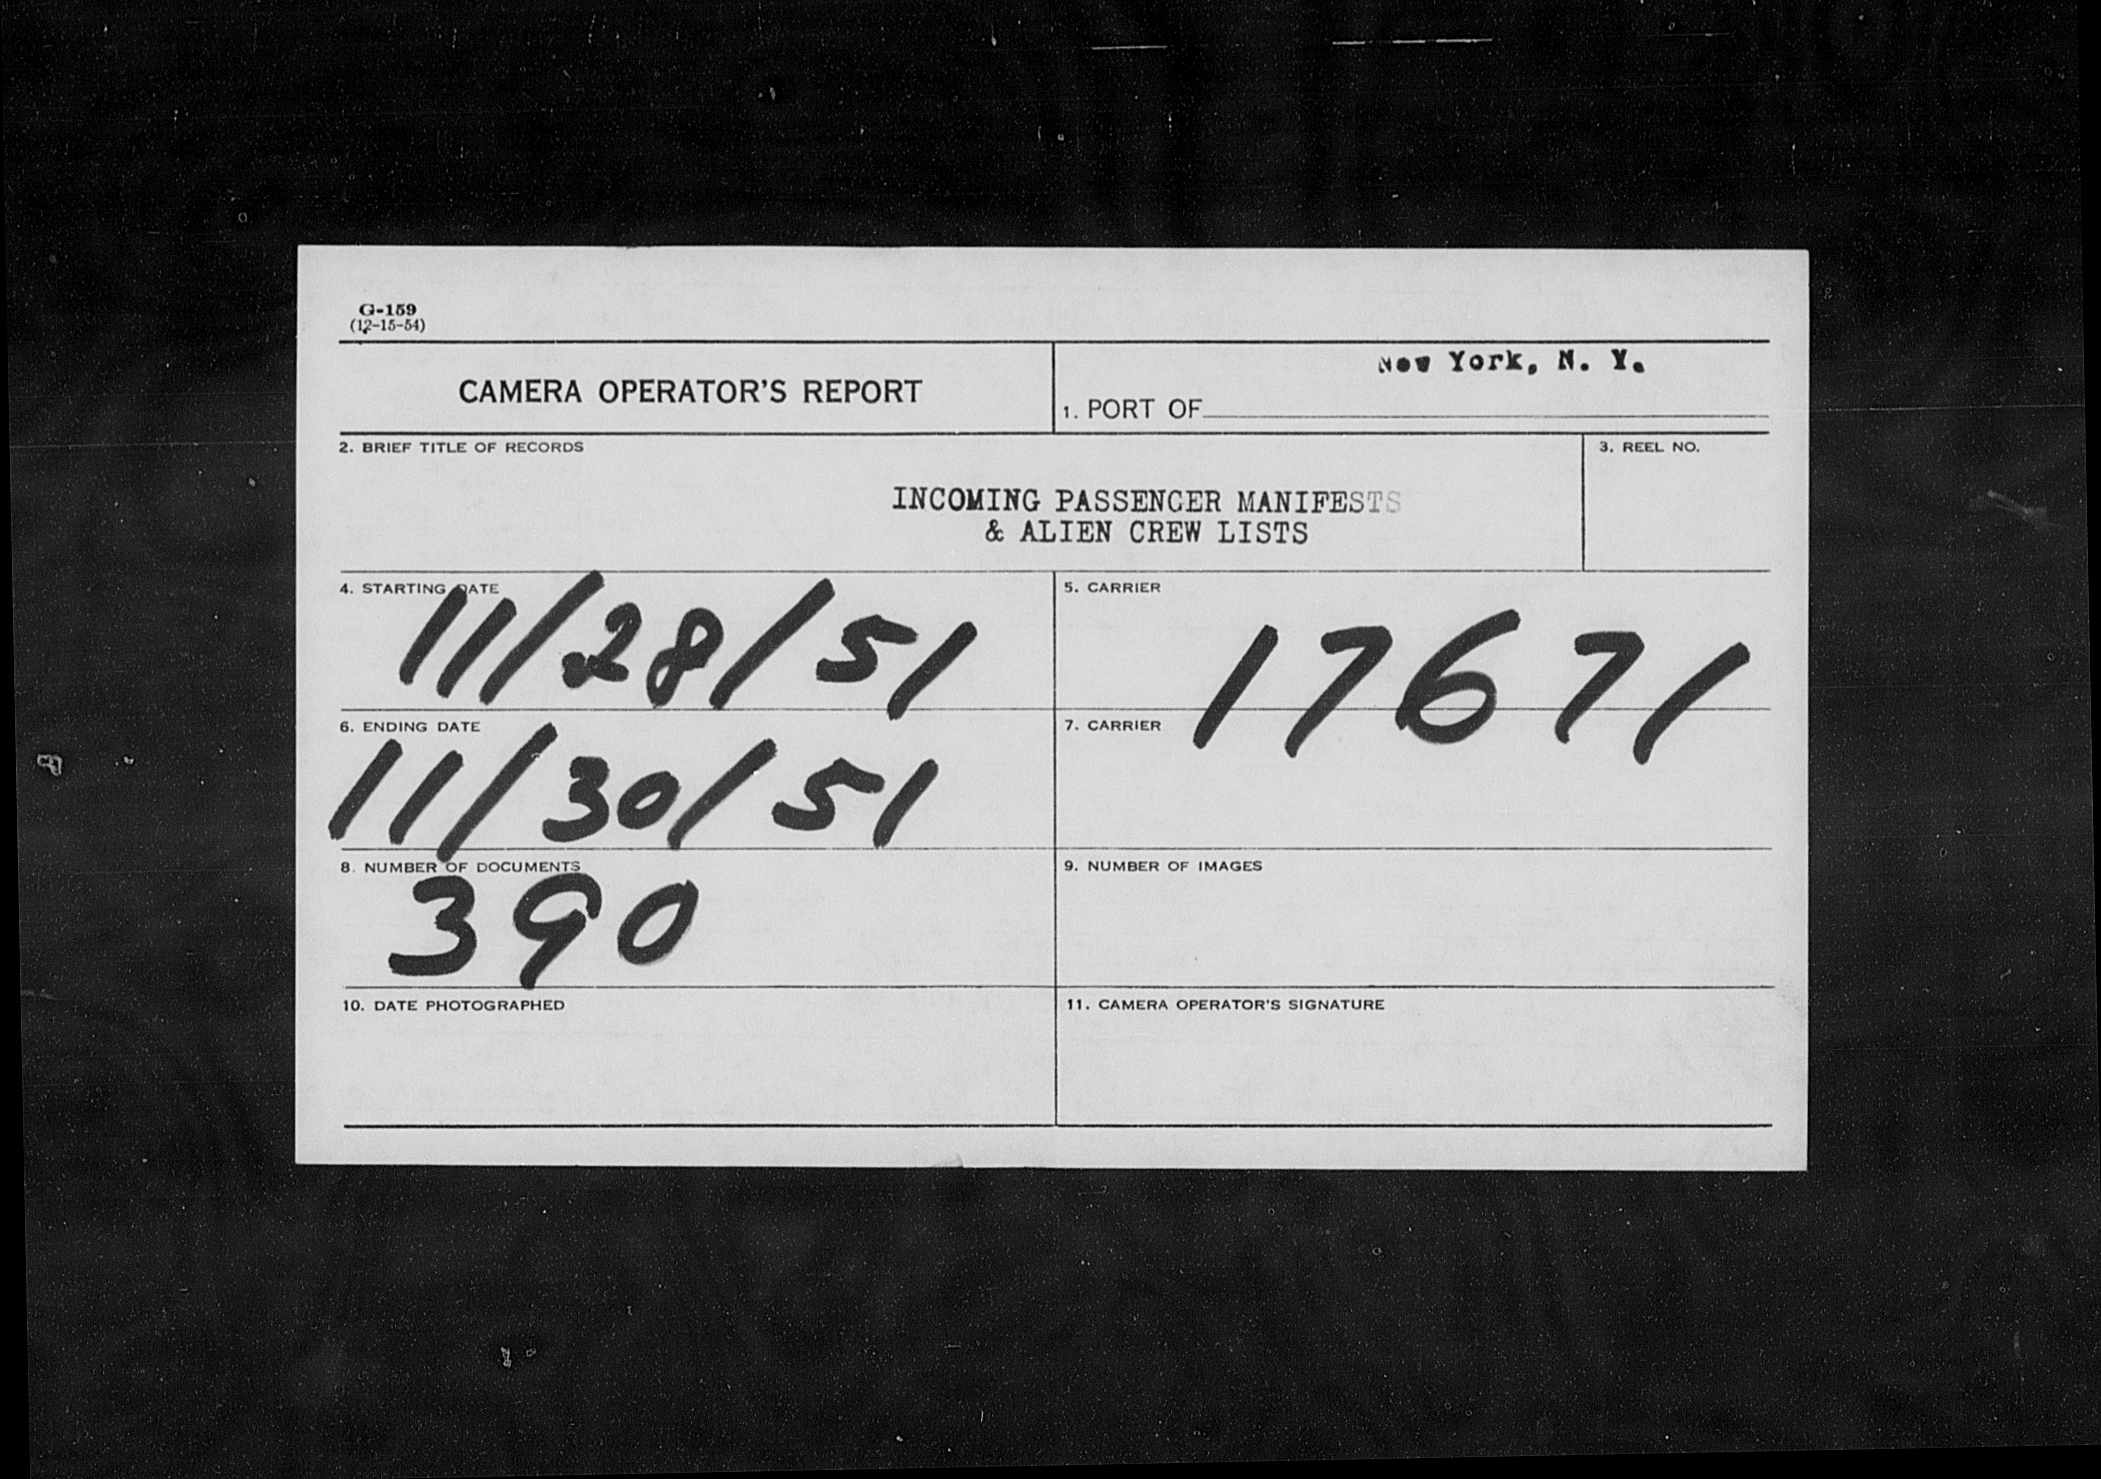 G-159
(12-15-54)
CAMERA OPERATOR'S REPORT
New York, N. Y.
1. PORT OF
2. BRIEF TITLE OF RECORDS
3. REEL NO.
INCOMING PASSENGER MANIFESTS
& ALIEN CREW LISTS
4. STARTING DATE
11/28/51
5. CARRIER
17671
6. ENDING DATE
11/30/51
7. CARRIER
8. NUMBER OF DOCUMENTS
390
9. NUMBER OF IMAGES
10. DATE PHOTOGRAPHED
11. CAMERA OPERATOR'S SIGNATURE